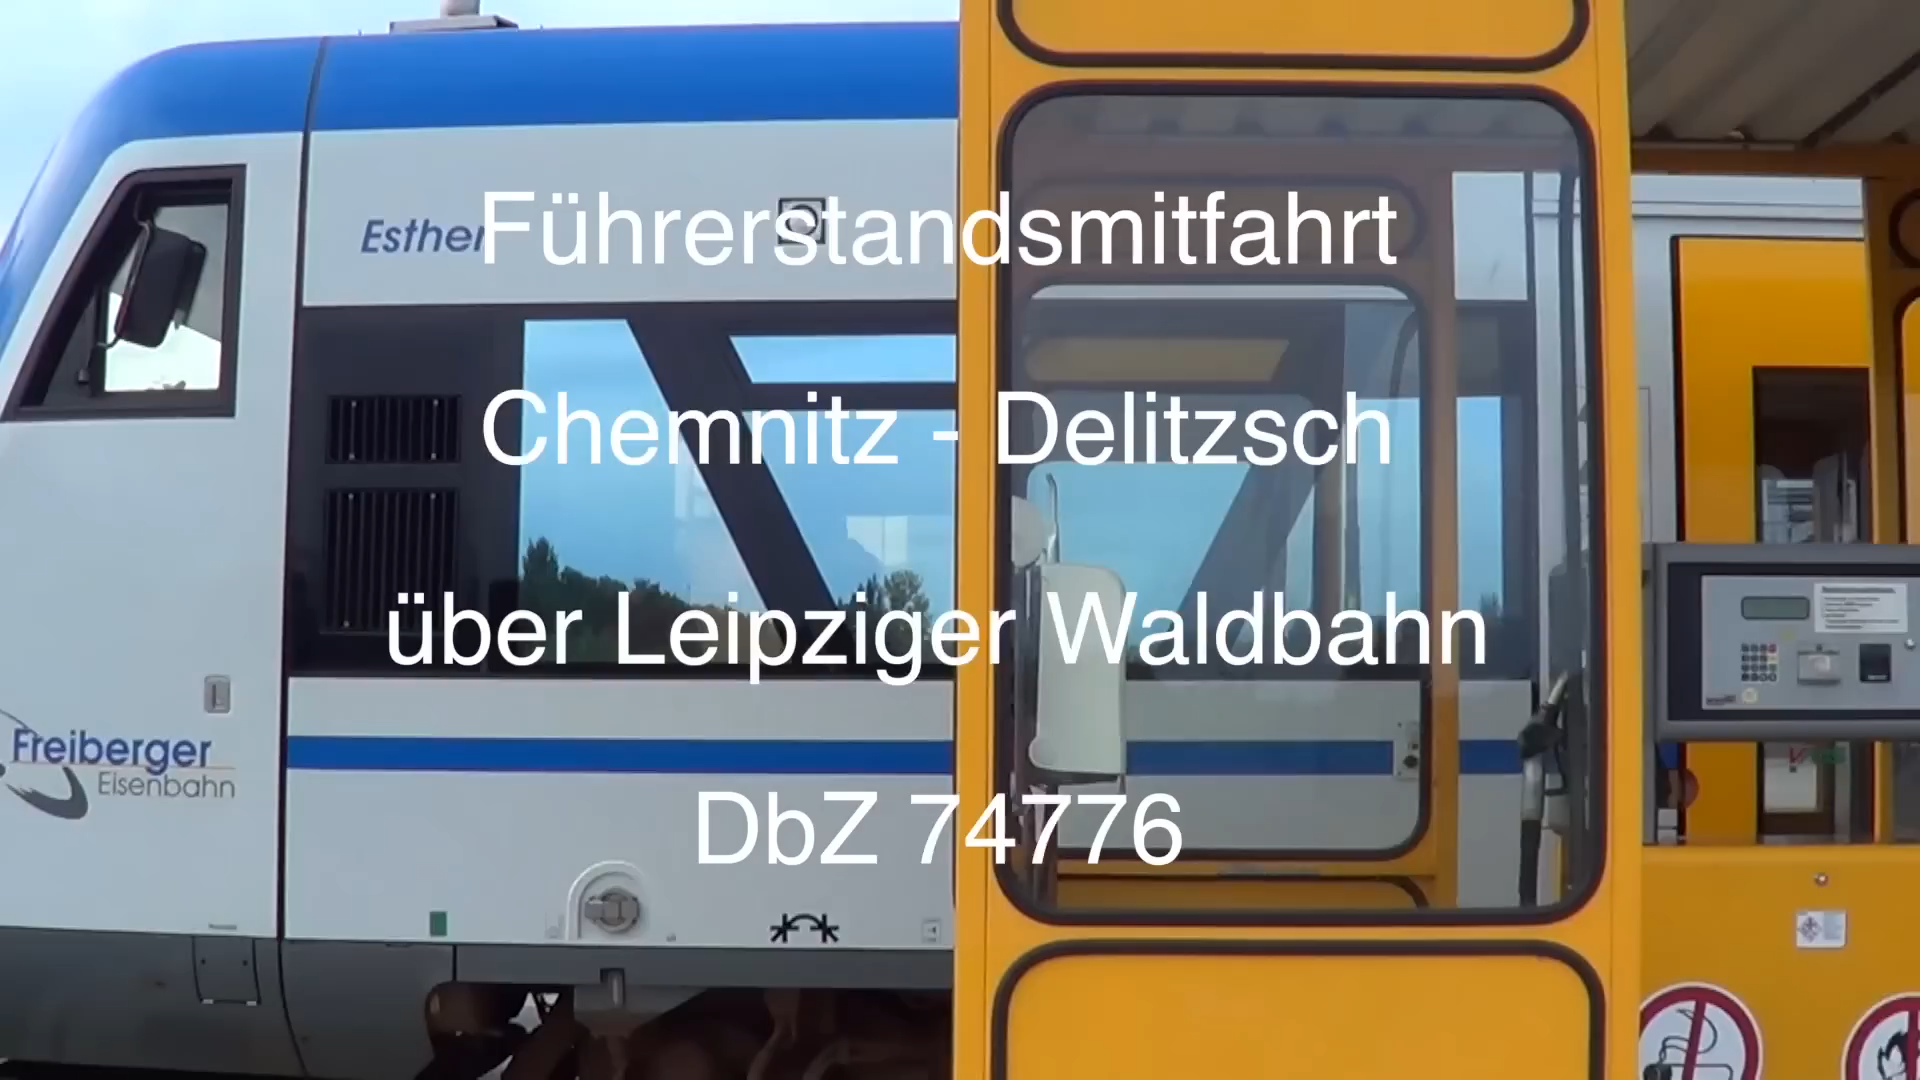 Esther
Führerstandsmitfahrt
Chemnitz - Delitzsch
über Leipziger Waldbahn
Freiberger
Eisenbahn
DbZ 74776